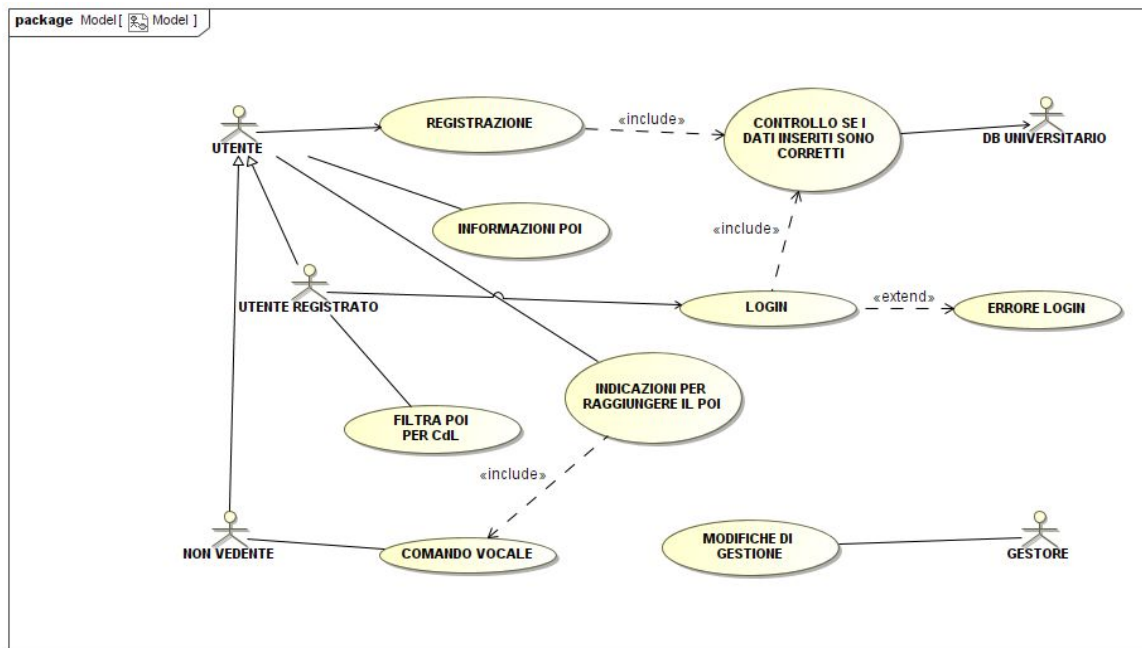 package Model [ Model ]
UTENTE
REGISTRAZIONE
«include»
CONTROLLO SE I
DATI INSERITI SONO
CORRETTI
DB UNIVERSITARIO
INFORMAZIONI POI
«include»
UTENTE REGISTRATO
LOGIN
«extend»
ERRORE LOGIN
INDICAZIONI PER
RAGGIUNGERE IL POI
FILTRA POI
PER CdL
«include»
NON VEDENTE
COMANDO VOCALE
MODIFICHE DI
GESTIONE
GESTORE